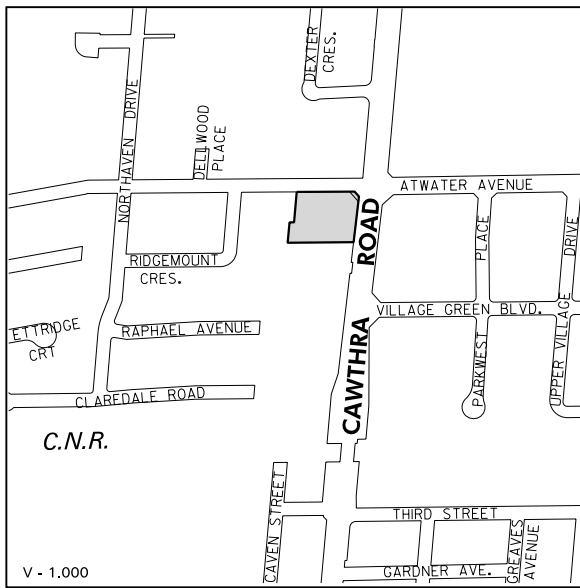 DEXTER
CRES.
NORTHAVEN DRIVE
DELLWOOD
PLACE
ATWATER AVENUE
CAWTHRA ROAD
RIDGEMOUNT
CRES.
PLACE
PARKWEST
UPPER VILLAGE DRIVE
VILLAGE GREEN BLVD.
RAPHAEL AVENUE
ETTRIDGE
CRT
CLAREDALE ROAD
C.N.R.
CAVEN STREET
THIRD STREET
GREAVES
AVENUE
GARDNER AVE.
V - 1.000